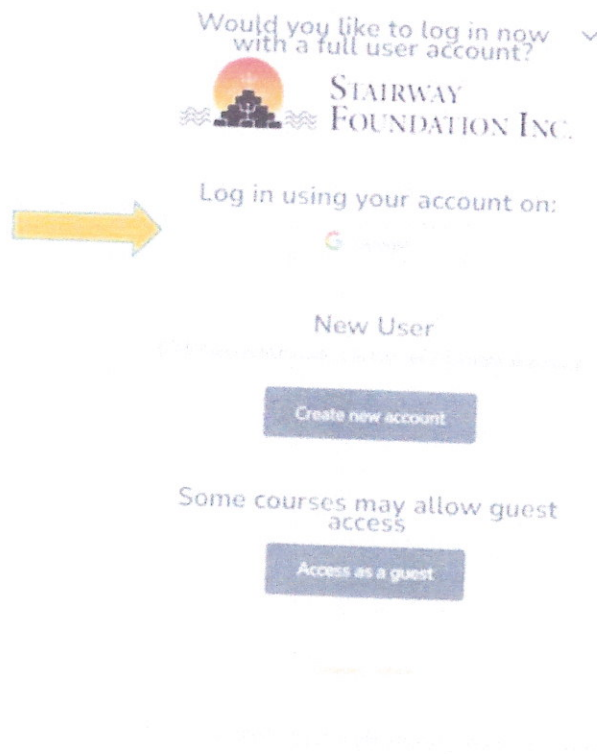 Would you like to log in now
with a full user account?
STAIRWAY
FOUNDATION INC.
Log in using your account on:
New User
Create new account
Some courses may allow guest
access
Access as a guest